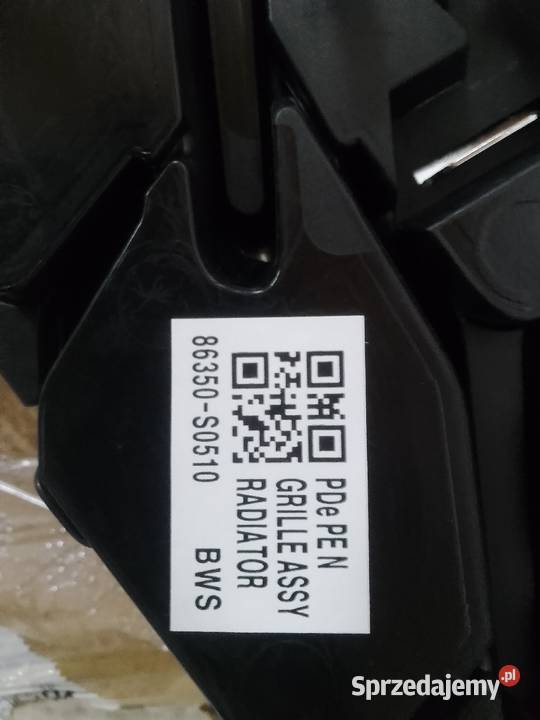 PDe PE N
GRILLE ASSY
RADIATOR
86350-S0510 BWS
Sprzedajemy.pl